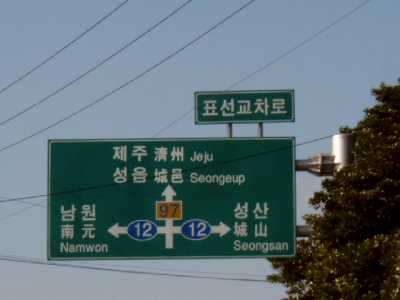 표선교차로
제주 濟州 Jeju
성읍 城邑 Seongeup
97
남원
南元
Namwon
12
12
성산
城山
Seongsan